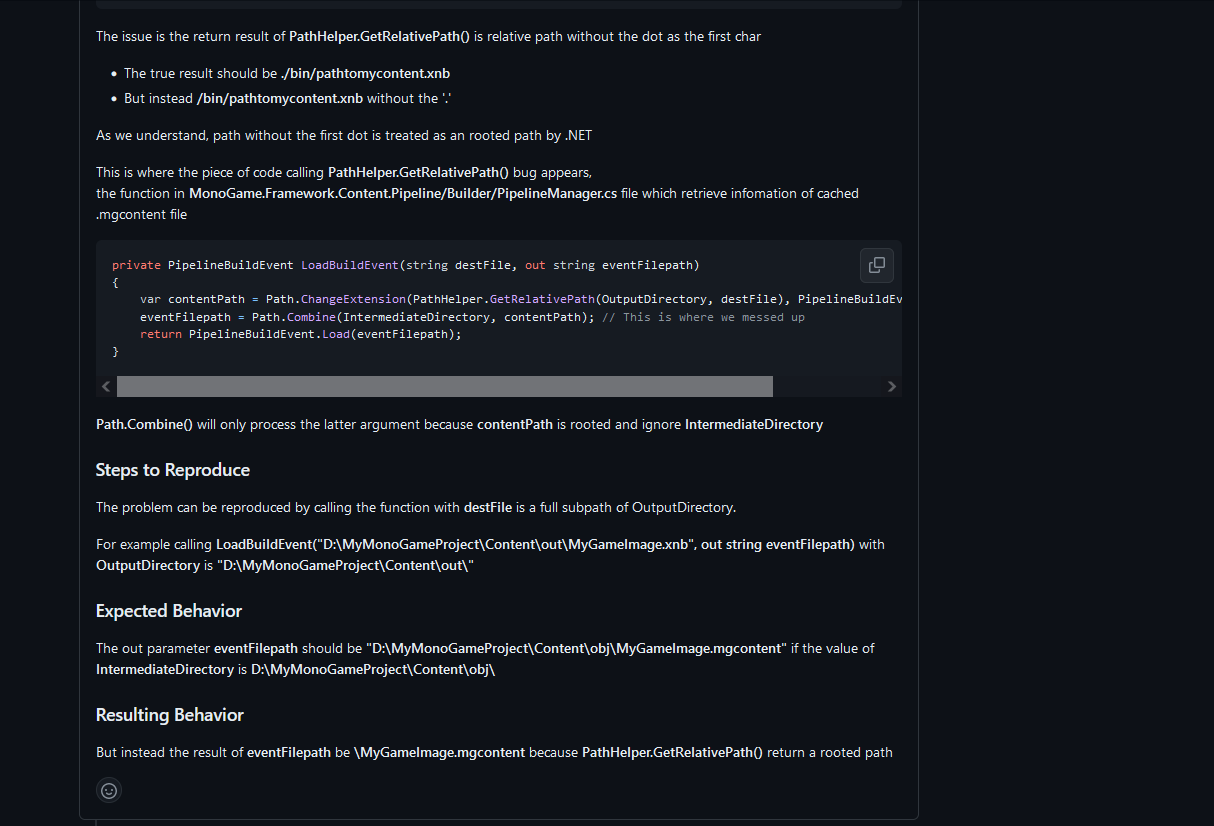 The issue is the return result of PathHelper.GetRelativePath() is relative path without the dot as the first char
• The true result should be ./bin/pathtomycontent.xnb
• But instead /bin/pathtomycontent.xnb without the '.'
As we understand, path without the first dot is treated as an rooted path by .NET
This is where the piece of code calling PathHelper.GetRelativePath() bug appears,
the function in MonoGame.Framework.Content.Pipeline/Builder/PipelineManager.cs file which retrieve infomation of cached
.mgcontent file
private PipelineBuildEvent LoadBuildEvent(string destFile, out string eventFilepath)
{
    var contentPath = Path.ChangeExtension(PathHelper.GetRelativePath(OutputDirectory, destFile), PipelineBuildEv
    eventFilepath = Path.Combine(IntermediateDirectory, contentPath); // This is where we messed up
    return PipelineBuildEvent.Load(eventFilepath);
}
Path.Combine() will only process the latter argument because contentPath is rooted and ignore IntermediateDirectory
Steps to Reproduce
The problem can be reproduced by calling the function with destFile is a full subpath of OutputDirectory.
For example calling LoadBuildEvent("D:\MyMonoGameProject\Content\out\MyGameImage.xnb", out string eventFilepath) with
OutputDirectory is "D:\MyMonoGameProject\Content\out\"
Expected Behavior
The out parameter eventFilepath should be "D:\MyMonoGameProject\Content\obj\MyGameImage.mgcontent" if the value of
IntermediateDirectory is D:\MyMonoGameProject\Content\obj\
Resulting Behavior
But instead the result of eventFilepath be \MyGameImage.mgcontent because PathHelper.GetRelativePath() return a rooted path